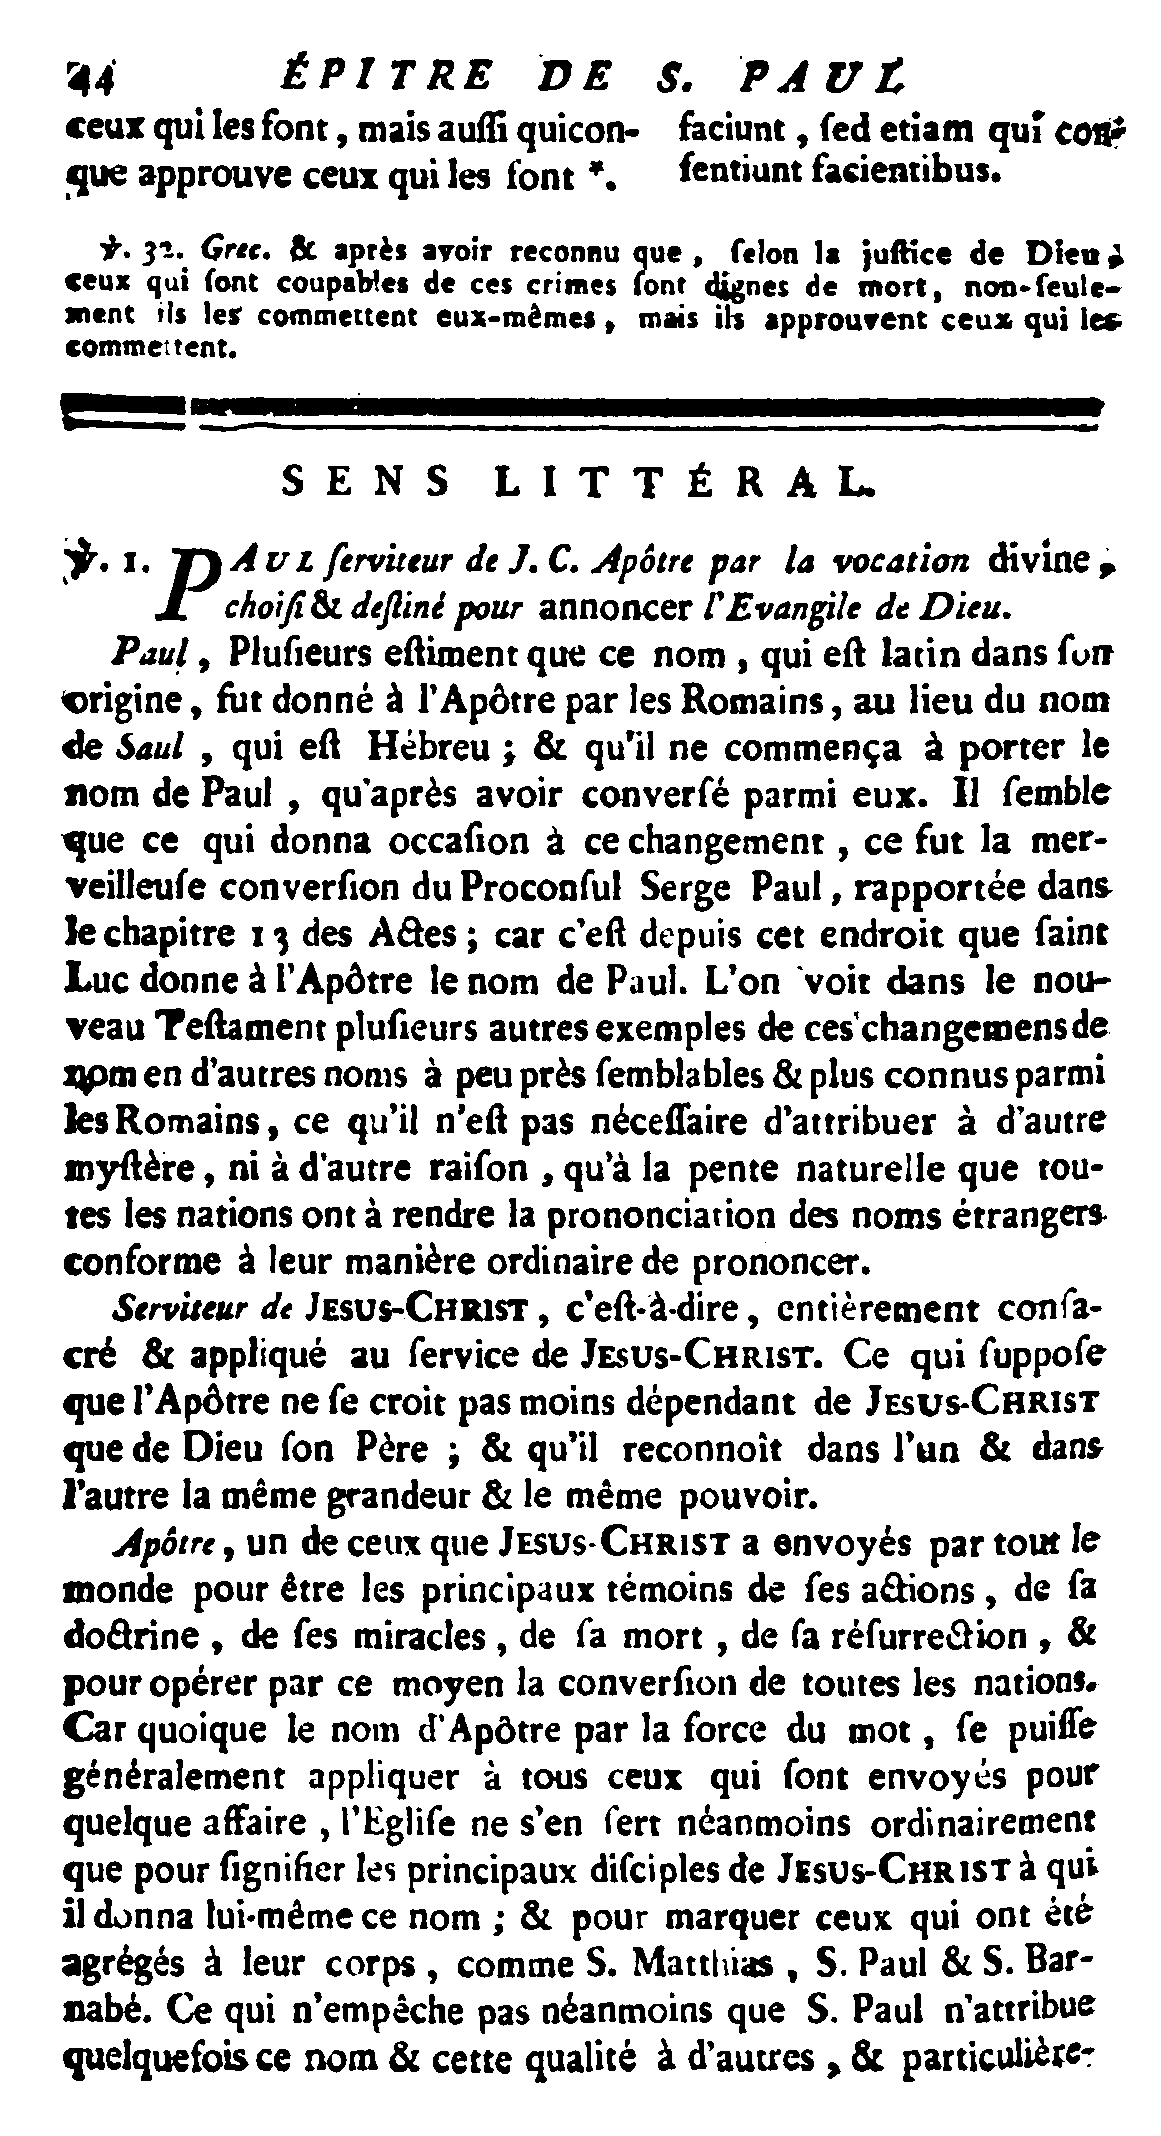 44 ÉPITRE DE S. PAUL
ceux qui les font, mais auſſi quicon-
que approuve ceux qui les font *.
faciunt, ſed etiam qui con-
ſentiunt facientibus.
℣. 32. Grec. & après avoir reconnu que, ſelon la juſtice de Dieu,
ceux qui ſont coupables de ces crimes ſont dignes de mort, non-ſeule-
ment ils les commettent eux-mêmes, mais ils approuvent ceux qui les
commettent.
SENS LITTÉRAL.
℣. 1. PAUL ſerviteur de J. C. Apôtre par la vocation divine,
choiſi & deſtiné pour annoncer l'Evangile de Dieu.
Paul, Pluſieurs eſtiment que ce nom, qui eſt latin dans ſon
origine, fut donné à l'Apôtre par les Romains, au lieu du nom
de Saul, qui eſt Hébreu; & qu'il ne commença à porter le
nom de Paul, qu'après avoir converſé parmi eux. Il ſemble
que ce qui donna occaſion à ce changement, ce fut la mer-
veilleuſe converſion du Proconſul Serge Paul, rapportée dans
le chapitre 13 des Actes; car c'eſt depuis cet endroit que ſaint
Luc donne à l'Apôtre le nom de Paul. L'on voit dans le nou-
veau Teſtament pluſieurs autres exemples de ces changemens de
nom en d'autres noms à peu près ſemblables & plus connus parmi
les Romains, ce qu'il n'eſt pas néceſſaire d'attribuer à d'autre
myſtère, ni à d'autre raiſon, qu'à la pente naturelle que tou-
tes les nations ont à rendre la prononciation des noms étrangers
conforme à leur manière ordinaire de prononcer.
Serviteur de JESUS-CHRIST, c'eſt-à-dire, entièrement conſa-
cré & appliqué au ſervice de JESUS-CHRIST. Ce qui ſuppoſe
que l'Apôtre ne ſe croit pas moins dépendant de JESUS-CHRIST
que de Dieu ſon Père; & qu'il reconnoît dans l'un & dans
l'autre la même grandeur & le même pouvoir.
Apôtre, un de ceux que JESUS-CHRIST a envoyés par tout le
monde pour être les principaux témoins de ſes actions, de ſa
doctrine, de ſes miracles, de ſa mort, de ſa réſurrection, &
pour opérer par ce moyen la converſion de toutes les nations.
Car quoique le nom d'Apôtre par la force du mot, ſe puiſſe
généralement appliquer à tous ceux qui ſont envoyés pour
quelque affaire, l'Egliſe ne s'en ſert néanmoins ordinairement
que pour ſignifier les principaux diſciples de JESUS-CHRIST à qui
il donna lui-même ce nom; & pour marquer ceux qui ont été
agrégés à leur corps, comme S. Matthias, S. Paul & S. Bar-
nabé. Ce qui n'empêche pas néanmoins que S. Paul n'attribue
quelquefois ce nom & cette qualité à d'autres, & particulière-